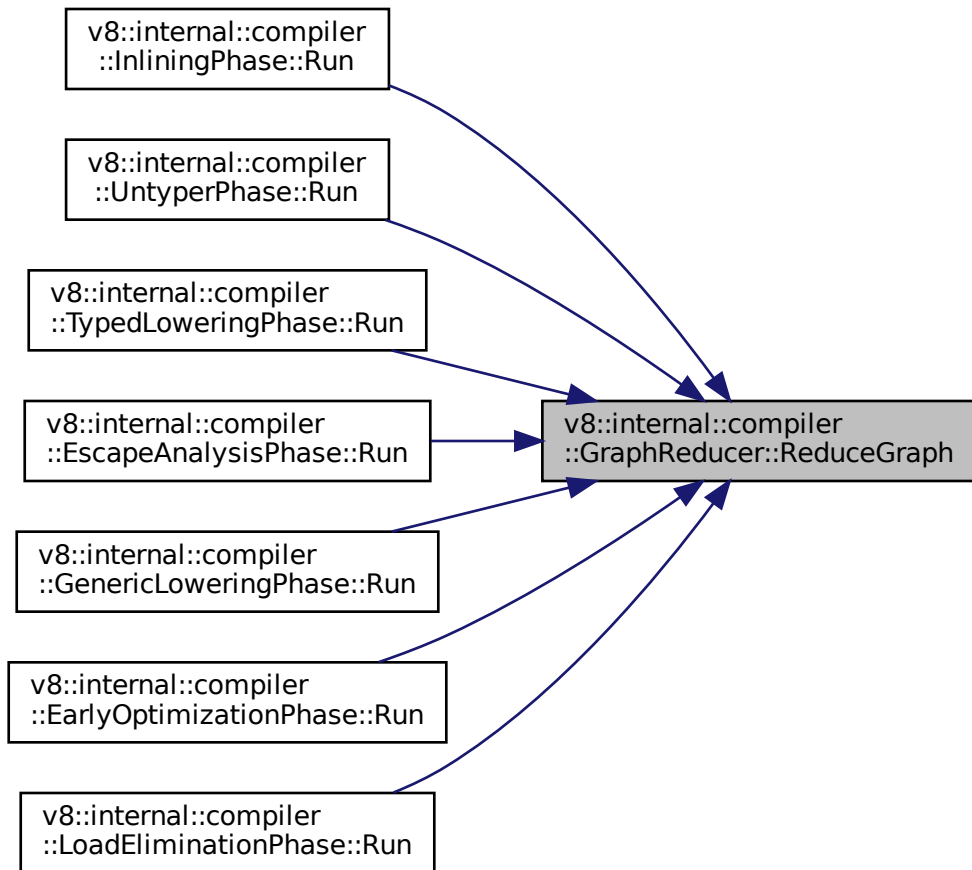 v8::internal::compiler
::InliningPhase::Run
v8::internal::compiler
::UntyperPhase::Run
v8::internal::compiler
::TypedLoweringPhase::Run
v8::internal::compiler
::EscapeAnalysisPhase::Run
v8::internal::compiler
::GraphReducer::ReduceGraph
v8::internal::compiler
::GenericLoweringPhase::Run
v8::internal::compiler
::EarlyOptimizationPhase::Run
v8::internal::compiler
::LoadEliminationPhase::Run